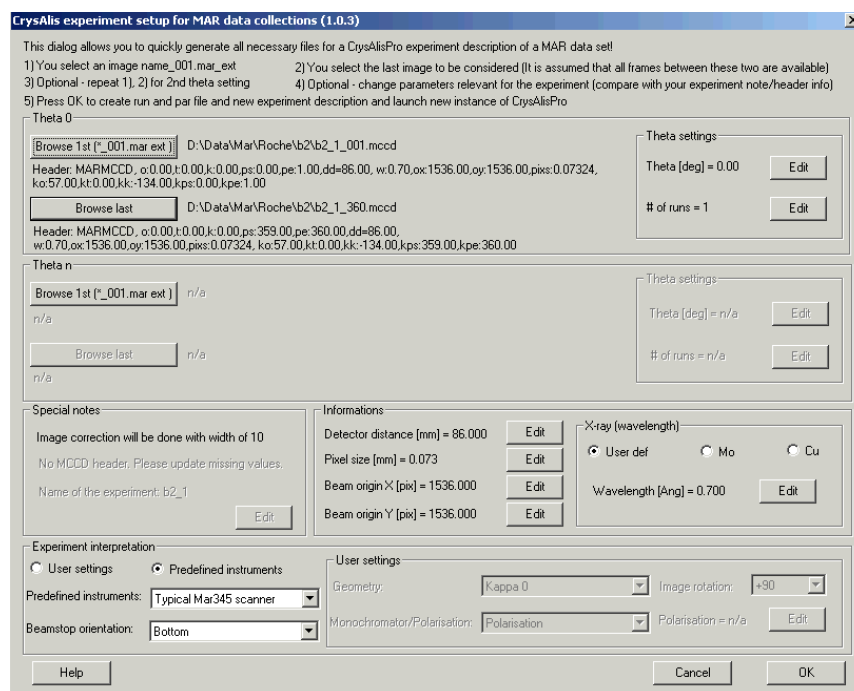 CrysAlis experiment setup for MAR data collections (1.0.3)
This dialog allows you to quickly generate all necessary files for a CrysAlisPro experiment description of a MAR data set!
1) You select an image name_001.mar_ext
2) You select the last image to be considered (It is assumed that all frames between these two are available)
3) Optional - repeat 1), 2) for 2nd theta setting
4) Optional - change parameters relevant for the experiment (compare with your experiment note/header info)
5) Press OK to create run and par file and new experiment description and launch new instance of CrysAlisPro
Theta 0
Browse 1st (*_001.mar ext )
D:\Data\Mar\Roche\b2\b2_1_001.mccd
Header: MARMCCD, o:0.00,t:0.00,k:0.00,ps:0.00,pe:1.00,dd=86.00, w:0.70,ox:1536.00,oy:1536.00,pixs:0.07324,
ko:57.00,kt:0.00,kk:-134.00,kps:0.00,kpe:1.00
Browse last
D:\Data\Mar\Roche\b2\b2_1_360.mccd
Header: MARMCCD, o:0.00,t:0.00,k:0.00,ps:359.00,pe:360.00,dd=86.00,
w:0.70,ox:1536.00,oy:1536.00,pixs:0.07324, ko:57.00,kt:0.00,kk:-134.00,kps:359.00,kpe:360.00
Theta settings
Theta [deg] = 0.00
Edit
# of runs = 1
Edit
Theta n
Browse 1st (*_001.mar ext )
n/a
n/a
Browse last
n/a
n/a
Theta settings
Theta [deg] = n/a
Edit
# of runs = n/a
Edit
Special notes
Image correction will be done with width of 10
No MCCD header. Please update missing values.
Name of the experiment: b2_1
Edit
Informations
Detector distance [mm] = 86.000
Edit
Pixel size [mm] = 0.073
Edit
Beam origin X [pix] = 1536.000
Edit
Beam origin Y [pix] = 1536.000
Edit
X-ray (wavelength)
User def
Mo
Cu
Wavelength [Ang] = 0.700
Edit
Experiment interpretation
User settings
Predefined instruments
Predefined instruments:
Typical Mar345 scanner
Beamstop orientation:
Bottom
User settings
Geometry:
Kappa 0
Image rotation:
+90
Monochromator/Polarisation:
Polarisation
Polarisation = n/a
Edit
Help
Cancel
OK